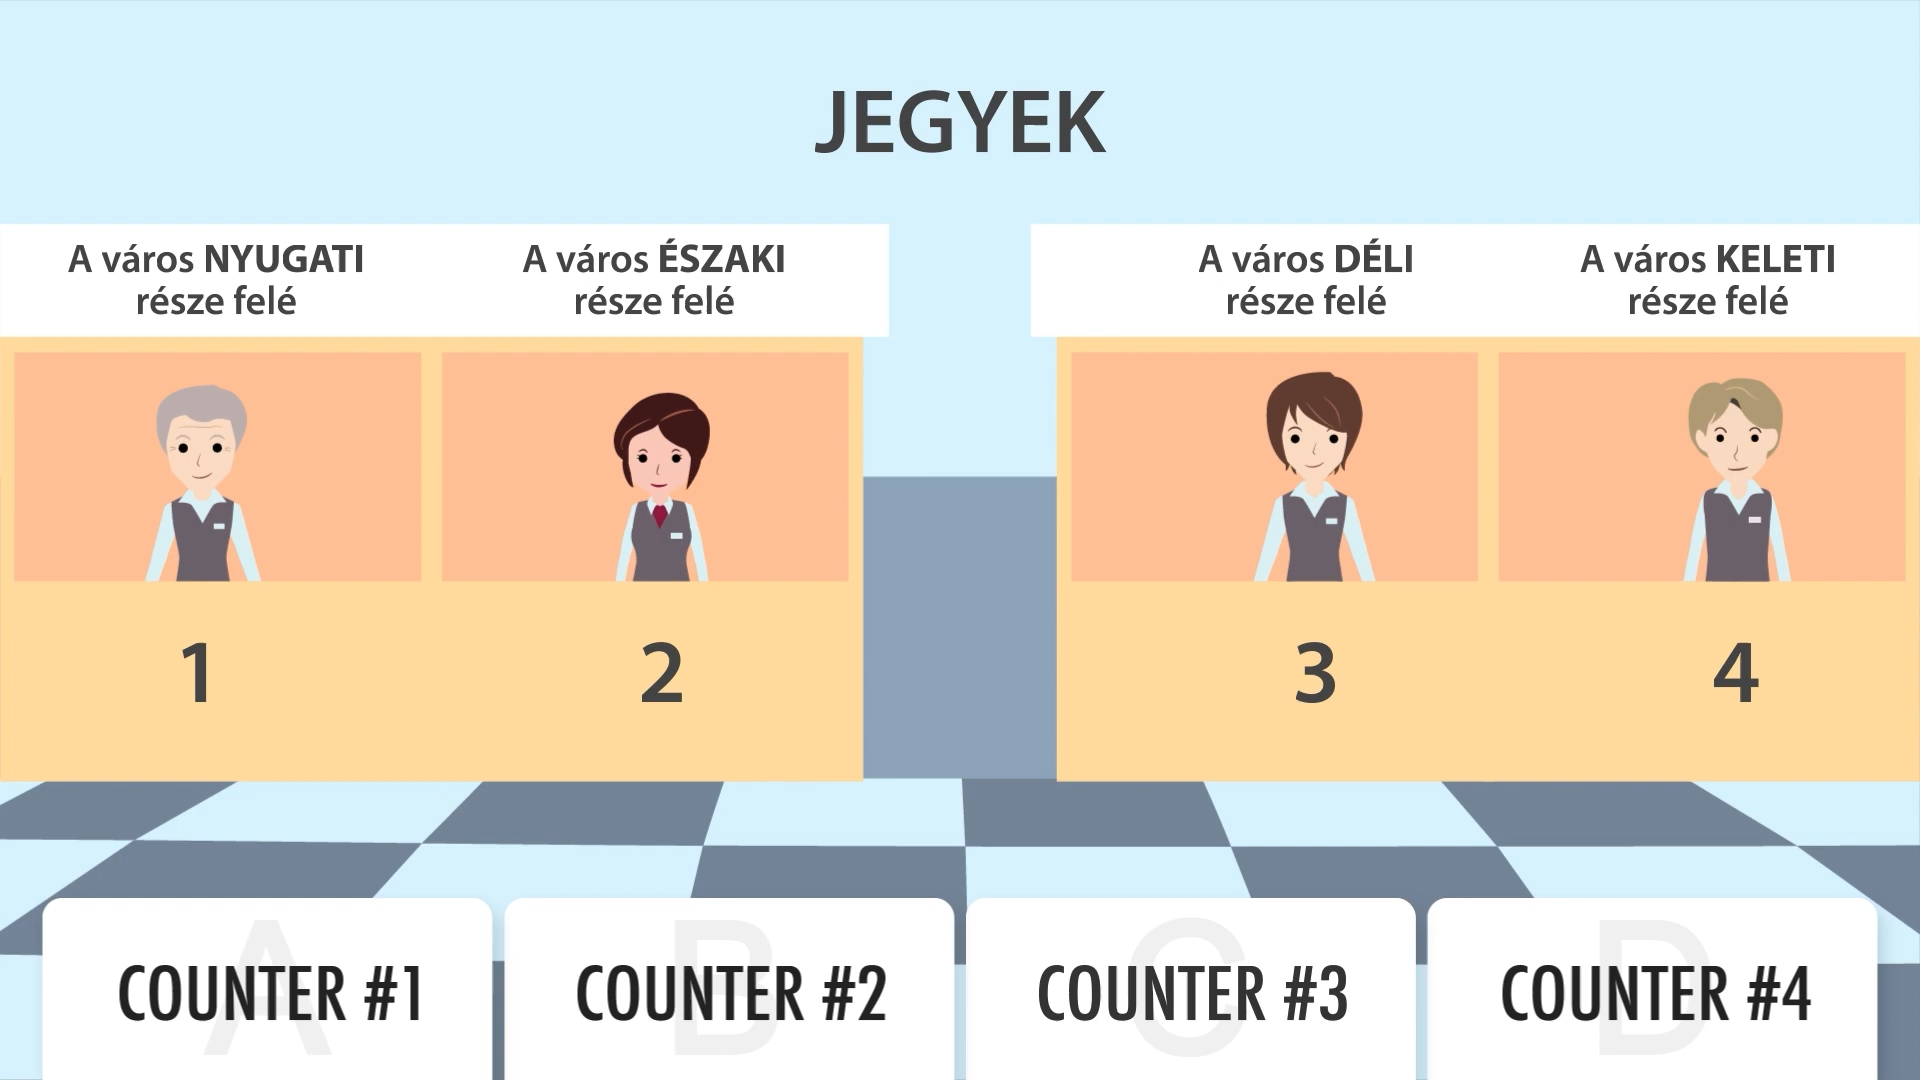 JEGYEK
A város NYUGATI
része felé
A város ÉSZAKI
része felé
A város DÉLI
része felé
A város KELETI
része felé
1
2
3
4
A
COUNTER #1
B
COUNTER #2
C
COUNTER #3
D
COUNTER #4